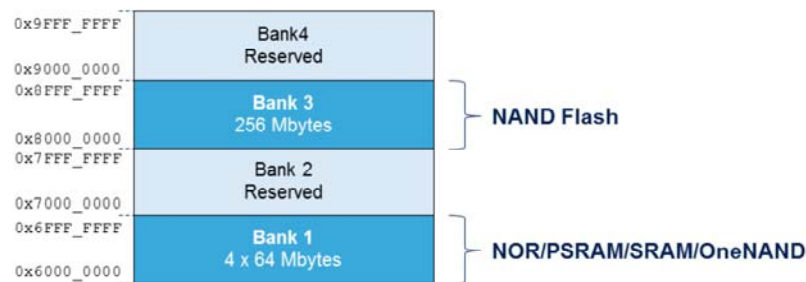 0x9FFF_FFFF
Bank4
Reserved
0x9000_0000
0x8FFF_FFFF
Bank 3
256 Mbytes
NAND Flash
0x8000_0000
0x7FFF_FFFF
Bank 2
Reserved
0x7000_0000
0x6FFF_FFFF
Bank 1
4 x 64 Mbytes
NOR/PSRAM/SRAM/OneNAND
0x6000_0000